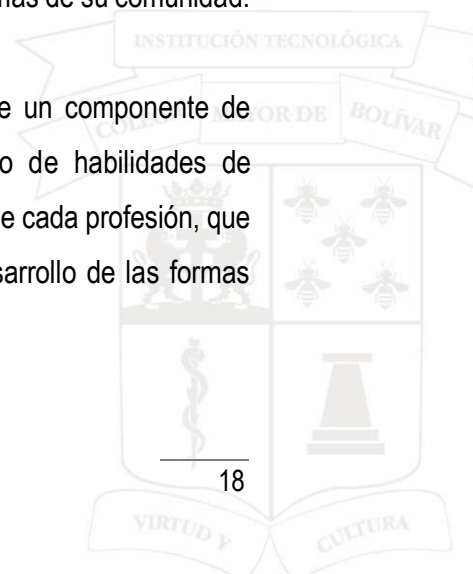 nas de su comunidad.
INSTITUCIÓN TECNOLÓGICA
e un componente de
MAYOR DE BOLÍVAR
o de habilidades de
e cada profesión, que
sarrollo de las formas
18
VIRTUD Y CULTURA